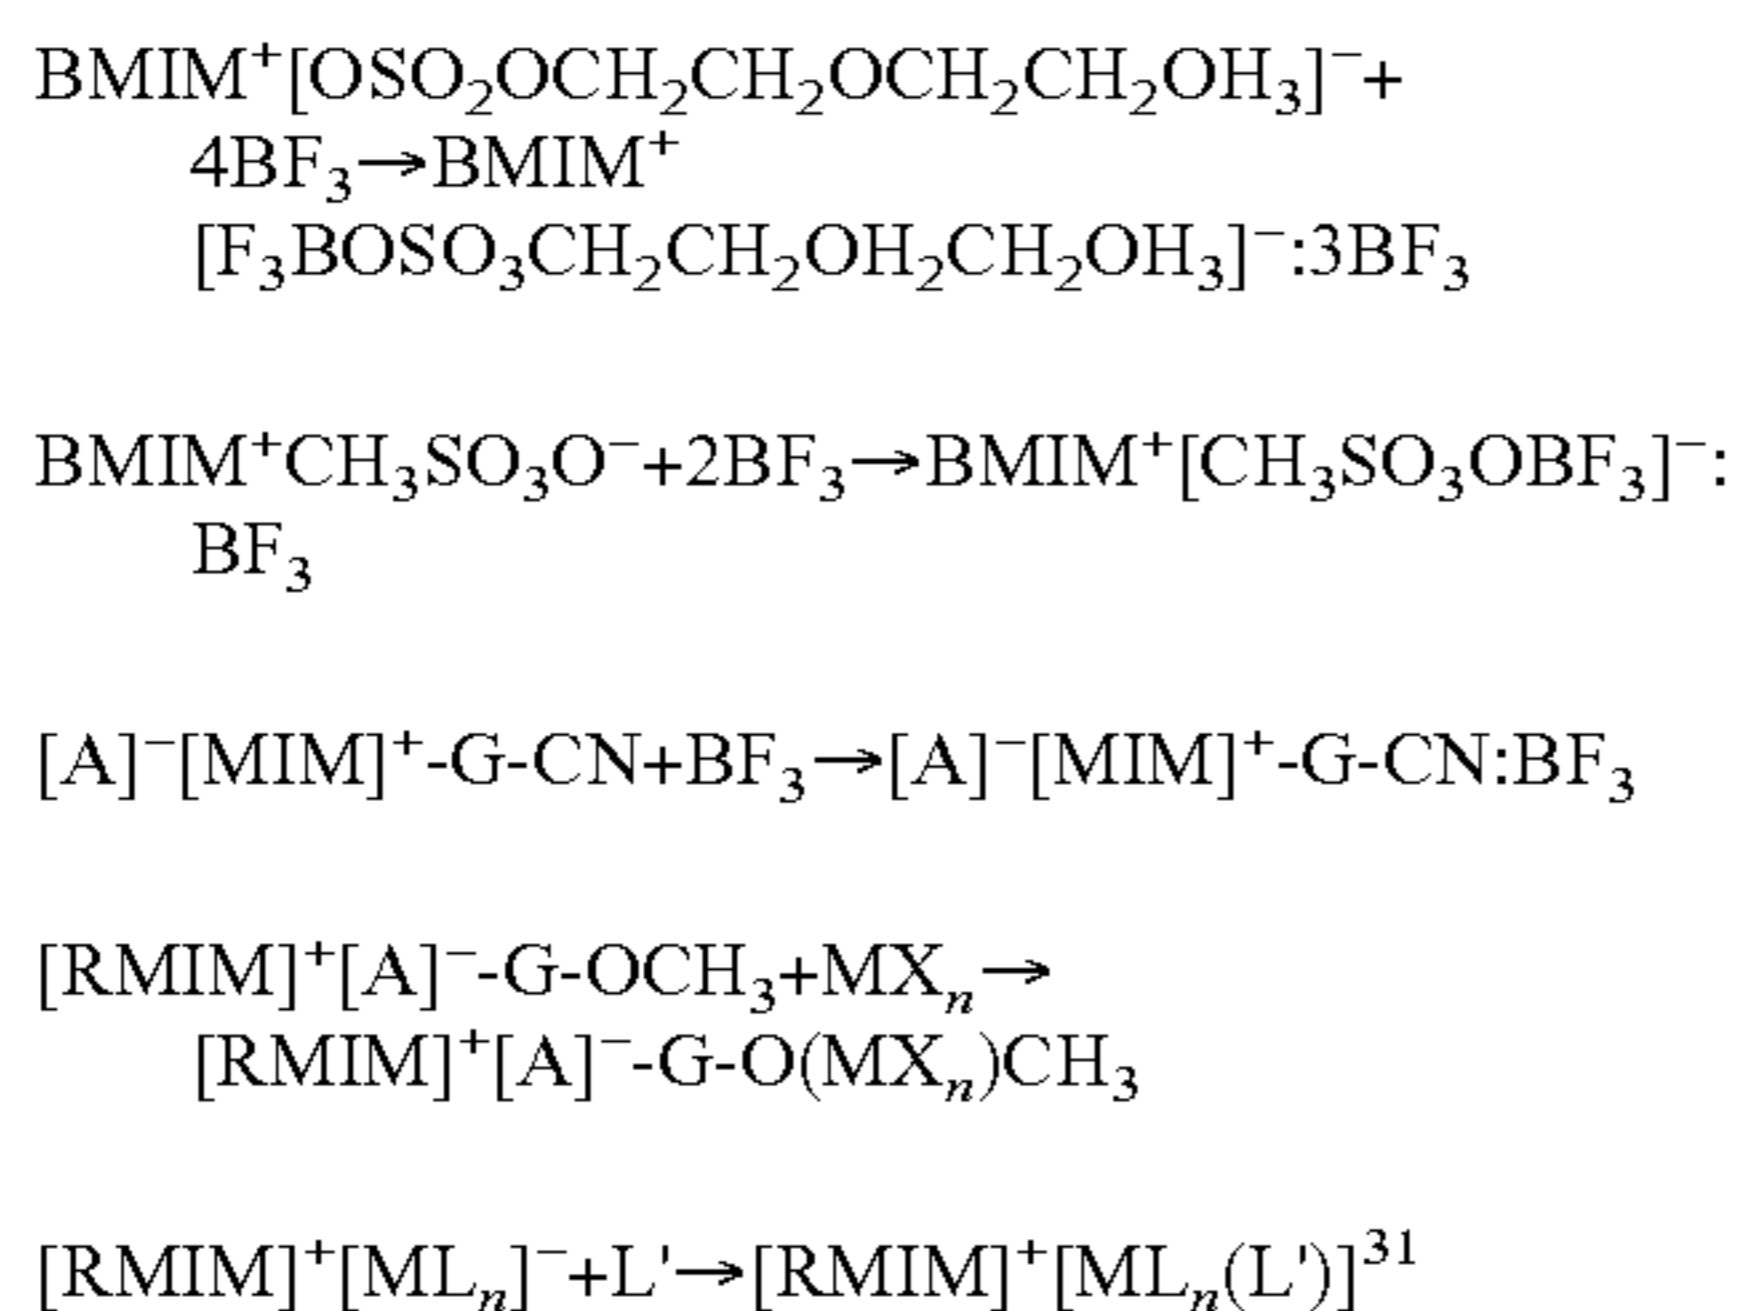 BMIM⁺[OSO₂OCH₂CH₂OCH₂CH₂OH₃]⁻+
4BF₃→BMIM⁺
[F₃BOSO₃CH₂CH₂OH₂CH₂OH₃]⁻:3BF₃
BMIM⁺CH₃SO₃O⁻+2BF₃→BMIM⁺[CH₃SO₃OBF₃]⁻:
BF₃
[A]⁻[MIM]⁺-G-CN+BF₃→[A]⁻[MIM]⁺-G-CN:BF₃
[RMIM]⁺[A]⁻-G-OCH₃+MXₙ→
[RMIM]⁺[A]⁻-G-O(MXₙ)CH₃
[RMIM]⁺[MLₙ]⁻+L'→[RMIM]⁺[MLₙ(L')]³¹